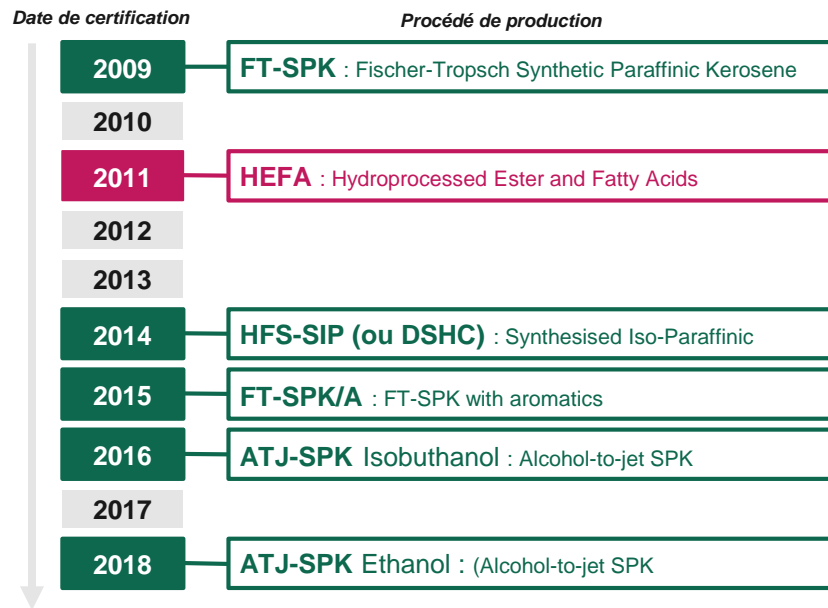 Date de certification Procédé de production
2009 FT-SPK : Fischer-Tropsch Synthetic Paraffinic Kerosene
2010
2011 HEFA : Hydroprocessed Ester and Fatty Acids
2012
2013
2014 HFS-SIP (ou DSHC) : Synthesised Iso-Paraffinic
2015 FT-SPK/A : FT-SPK with aromatics
2016 ATJ-SPK Isobuthanol : Alcohol-to-jet SPK
2017
2018 ATJ-SPK Ethanol : (Alcohol-to-jet SPK